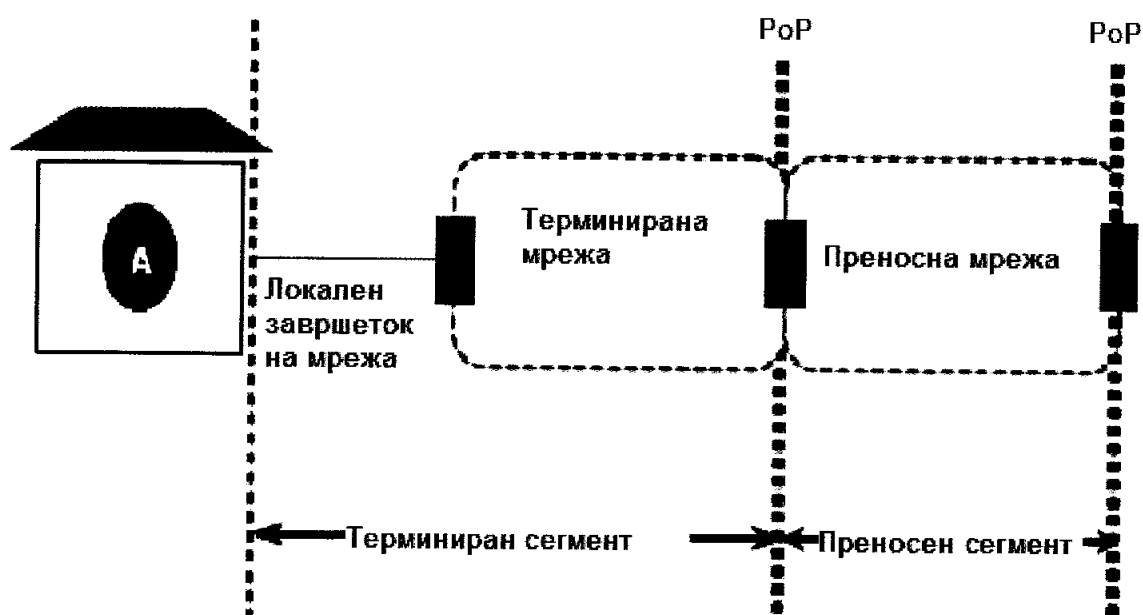 PoP
PoP
A
Терминирана
мрежа
Преносна мрежа
Локален
завршеток
на мрежа
Терминиран сегмент
Преносен сегмент